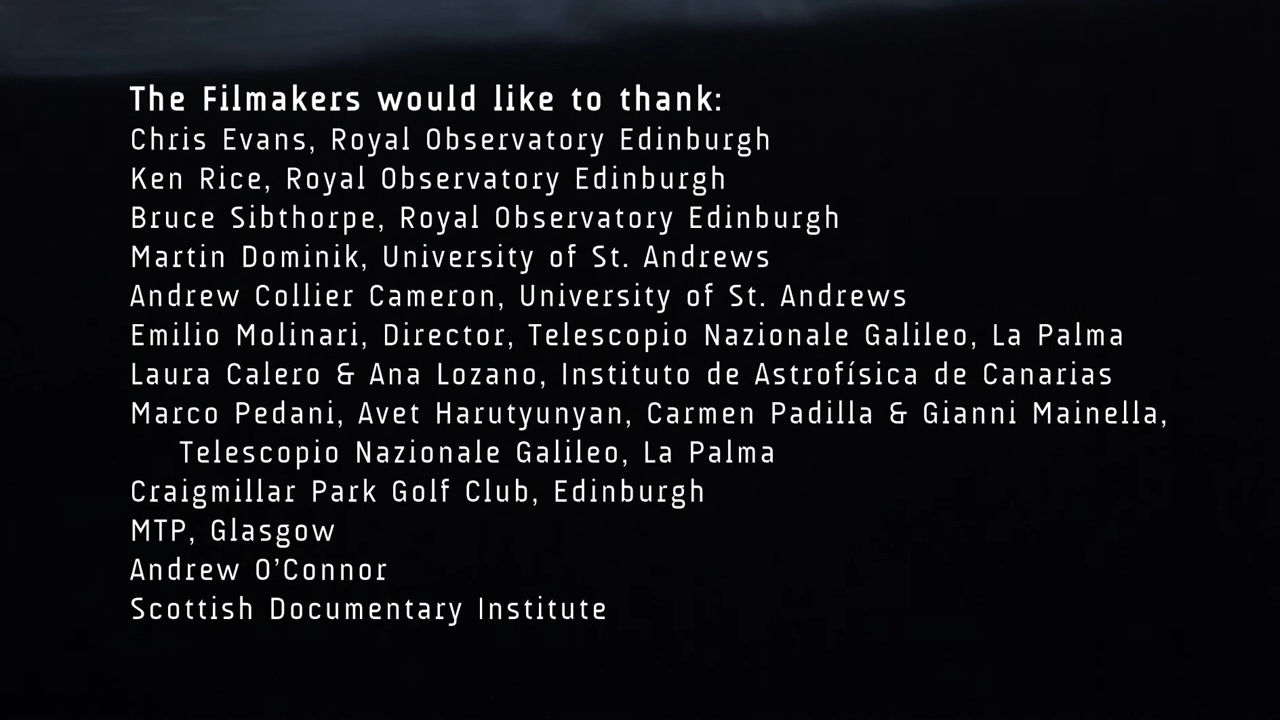 The Filmakers would like to thank:
Chris Evans, Royal Observatory Edinburgh
Ken Rice, Royal Observatory Edinburgh
Bruce Sibthorpe, Royal Observatory Edinburgh
Martin Dominik, University of St. Andrews
Andrew Collier Cameron, University of St. Andrews
Emilio Molinari, Director, Telescopio Nazionale Galileo, La Palma
Laura Calero & Ana Lozano, Instituto de Astrofísica de Canarias
Marco Pedani, Avet Harutyunyan, Carmen Padilla & Gianni Mainella,
Telescopio Nazionale Galileo, La Palma
Craigmillar Park Golf Club, Edinburgh
MTP, Glasgow
Andrew O’Connor
Scottish Documentary Institute